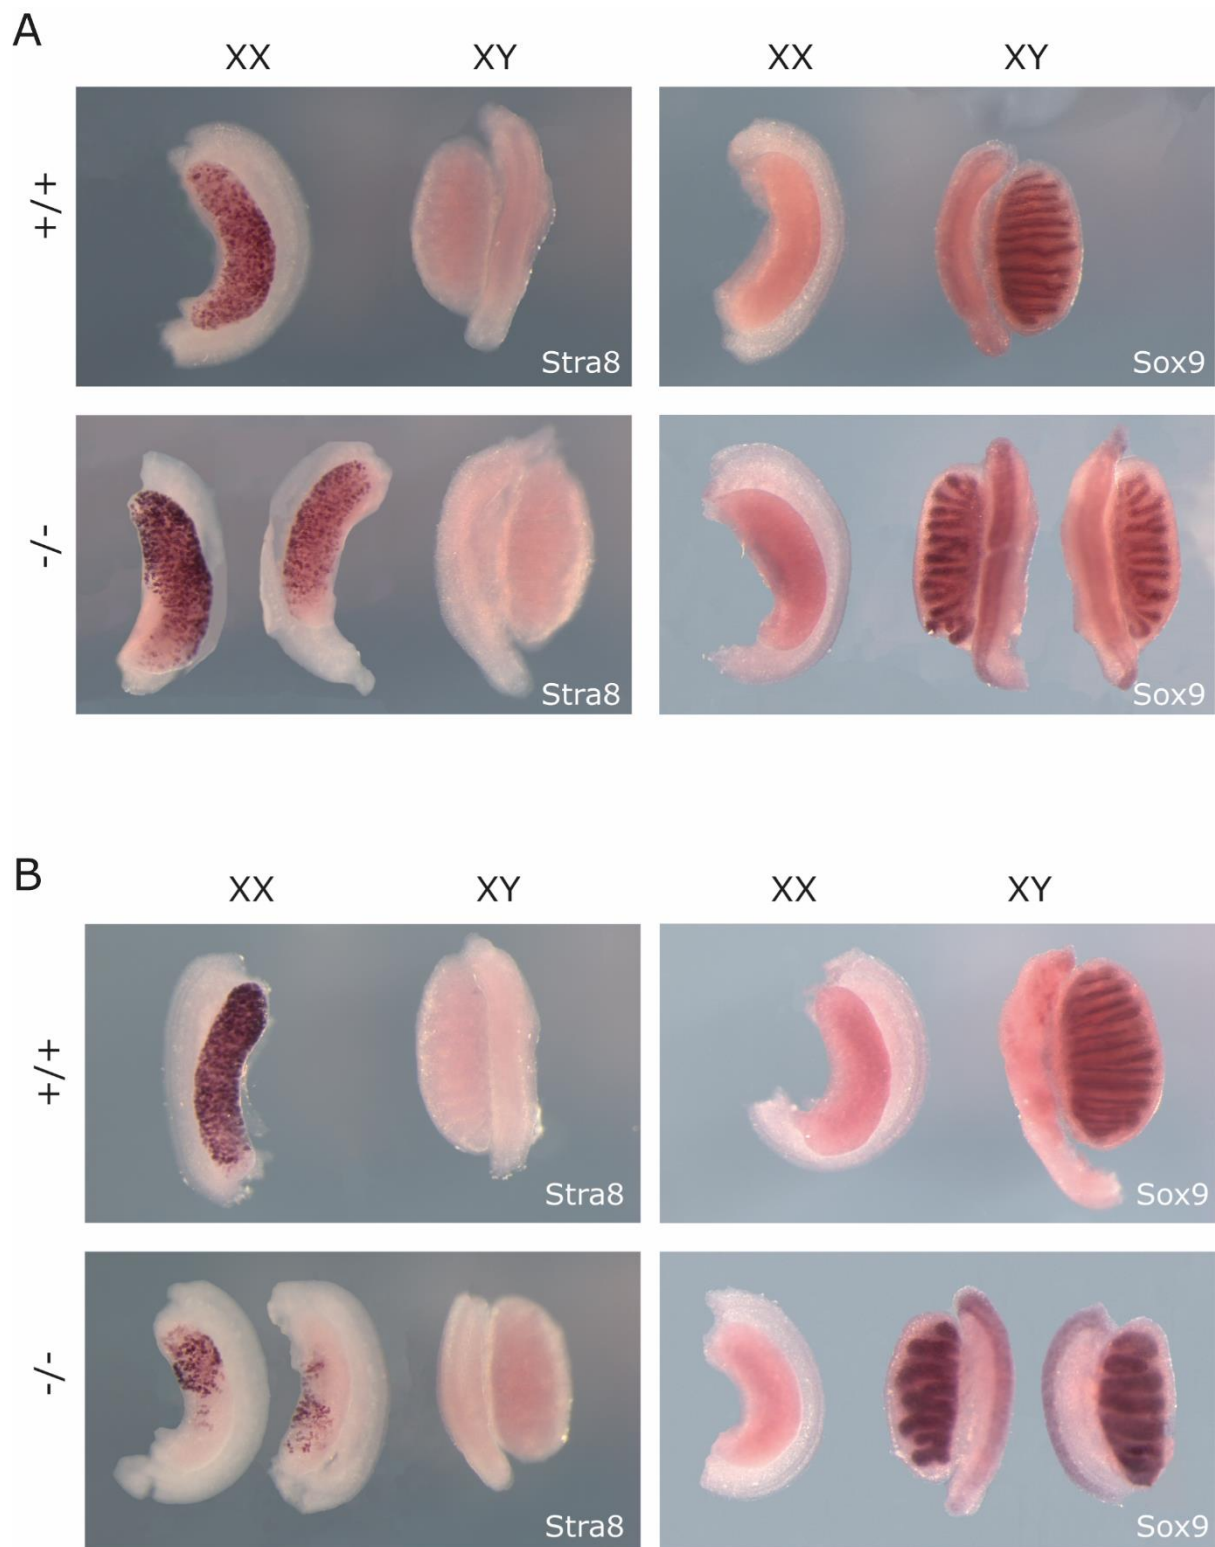 A
XX XY XX XY
+/+
Stra8 Sox9
-/-
Stra8 Sox9
B
XX XY XX XY
+/+
Stra8 Sox9
-/-
Stra8 Sox9